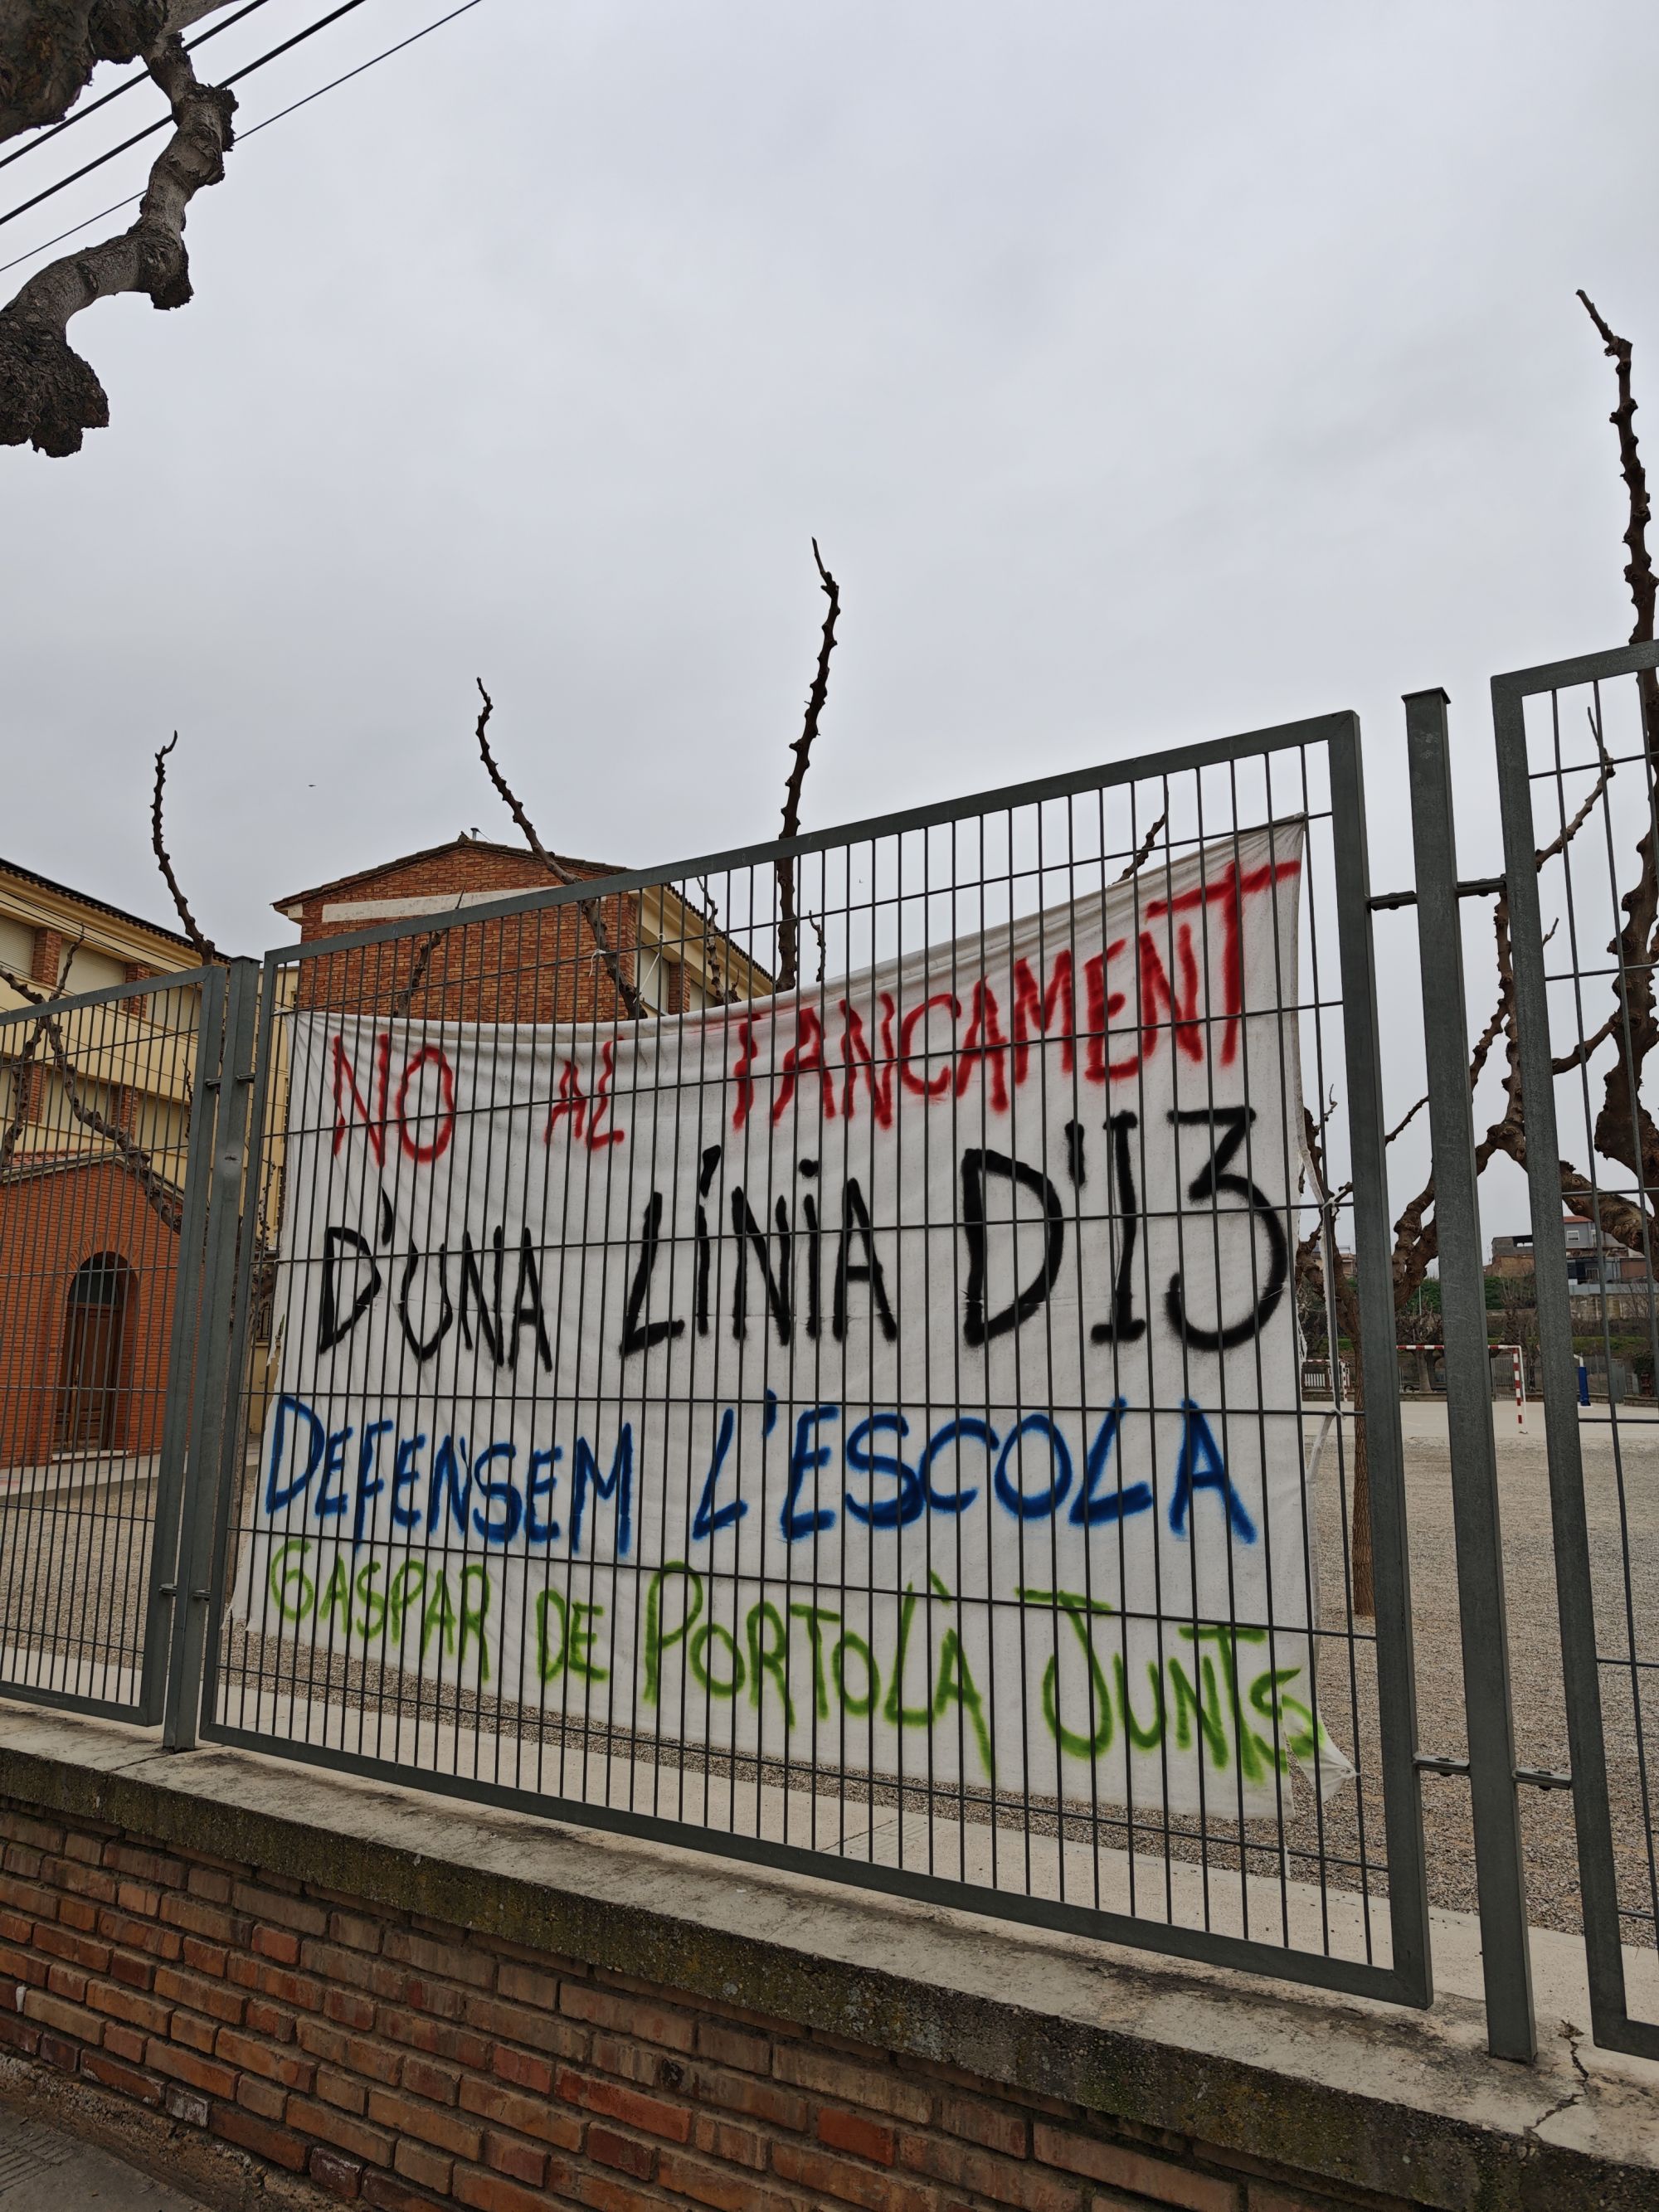 NO AL TANCAMENT
D'UNA LÍNIA D'I3
DEFENSEM L'ESCOLA
GASPAR DE PORTOLÀ JUNTS